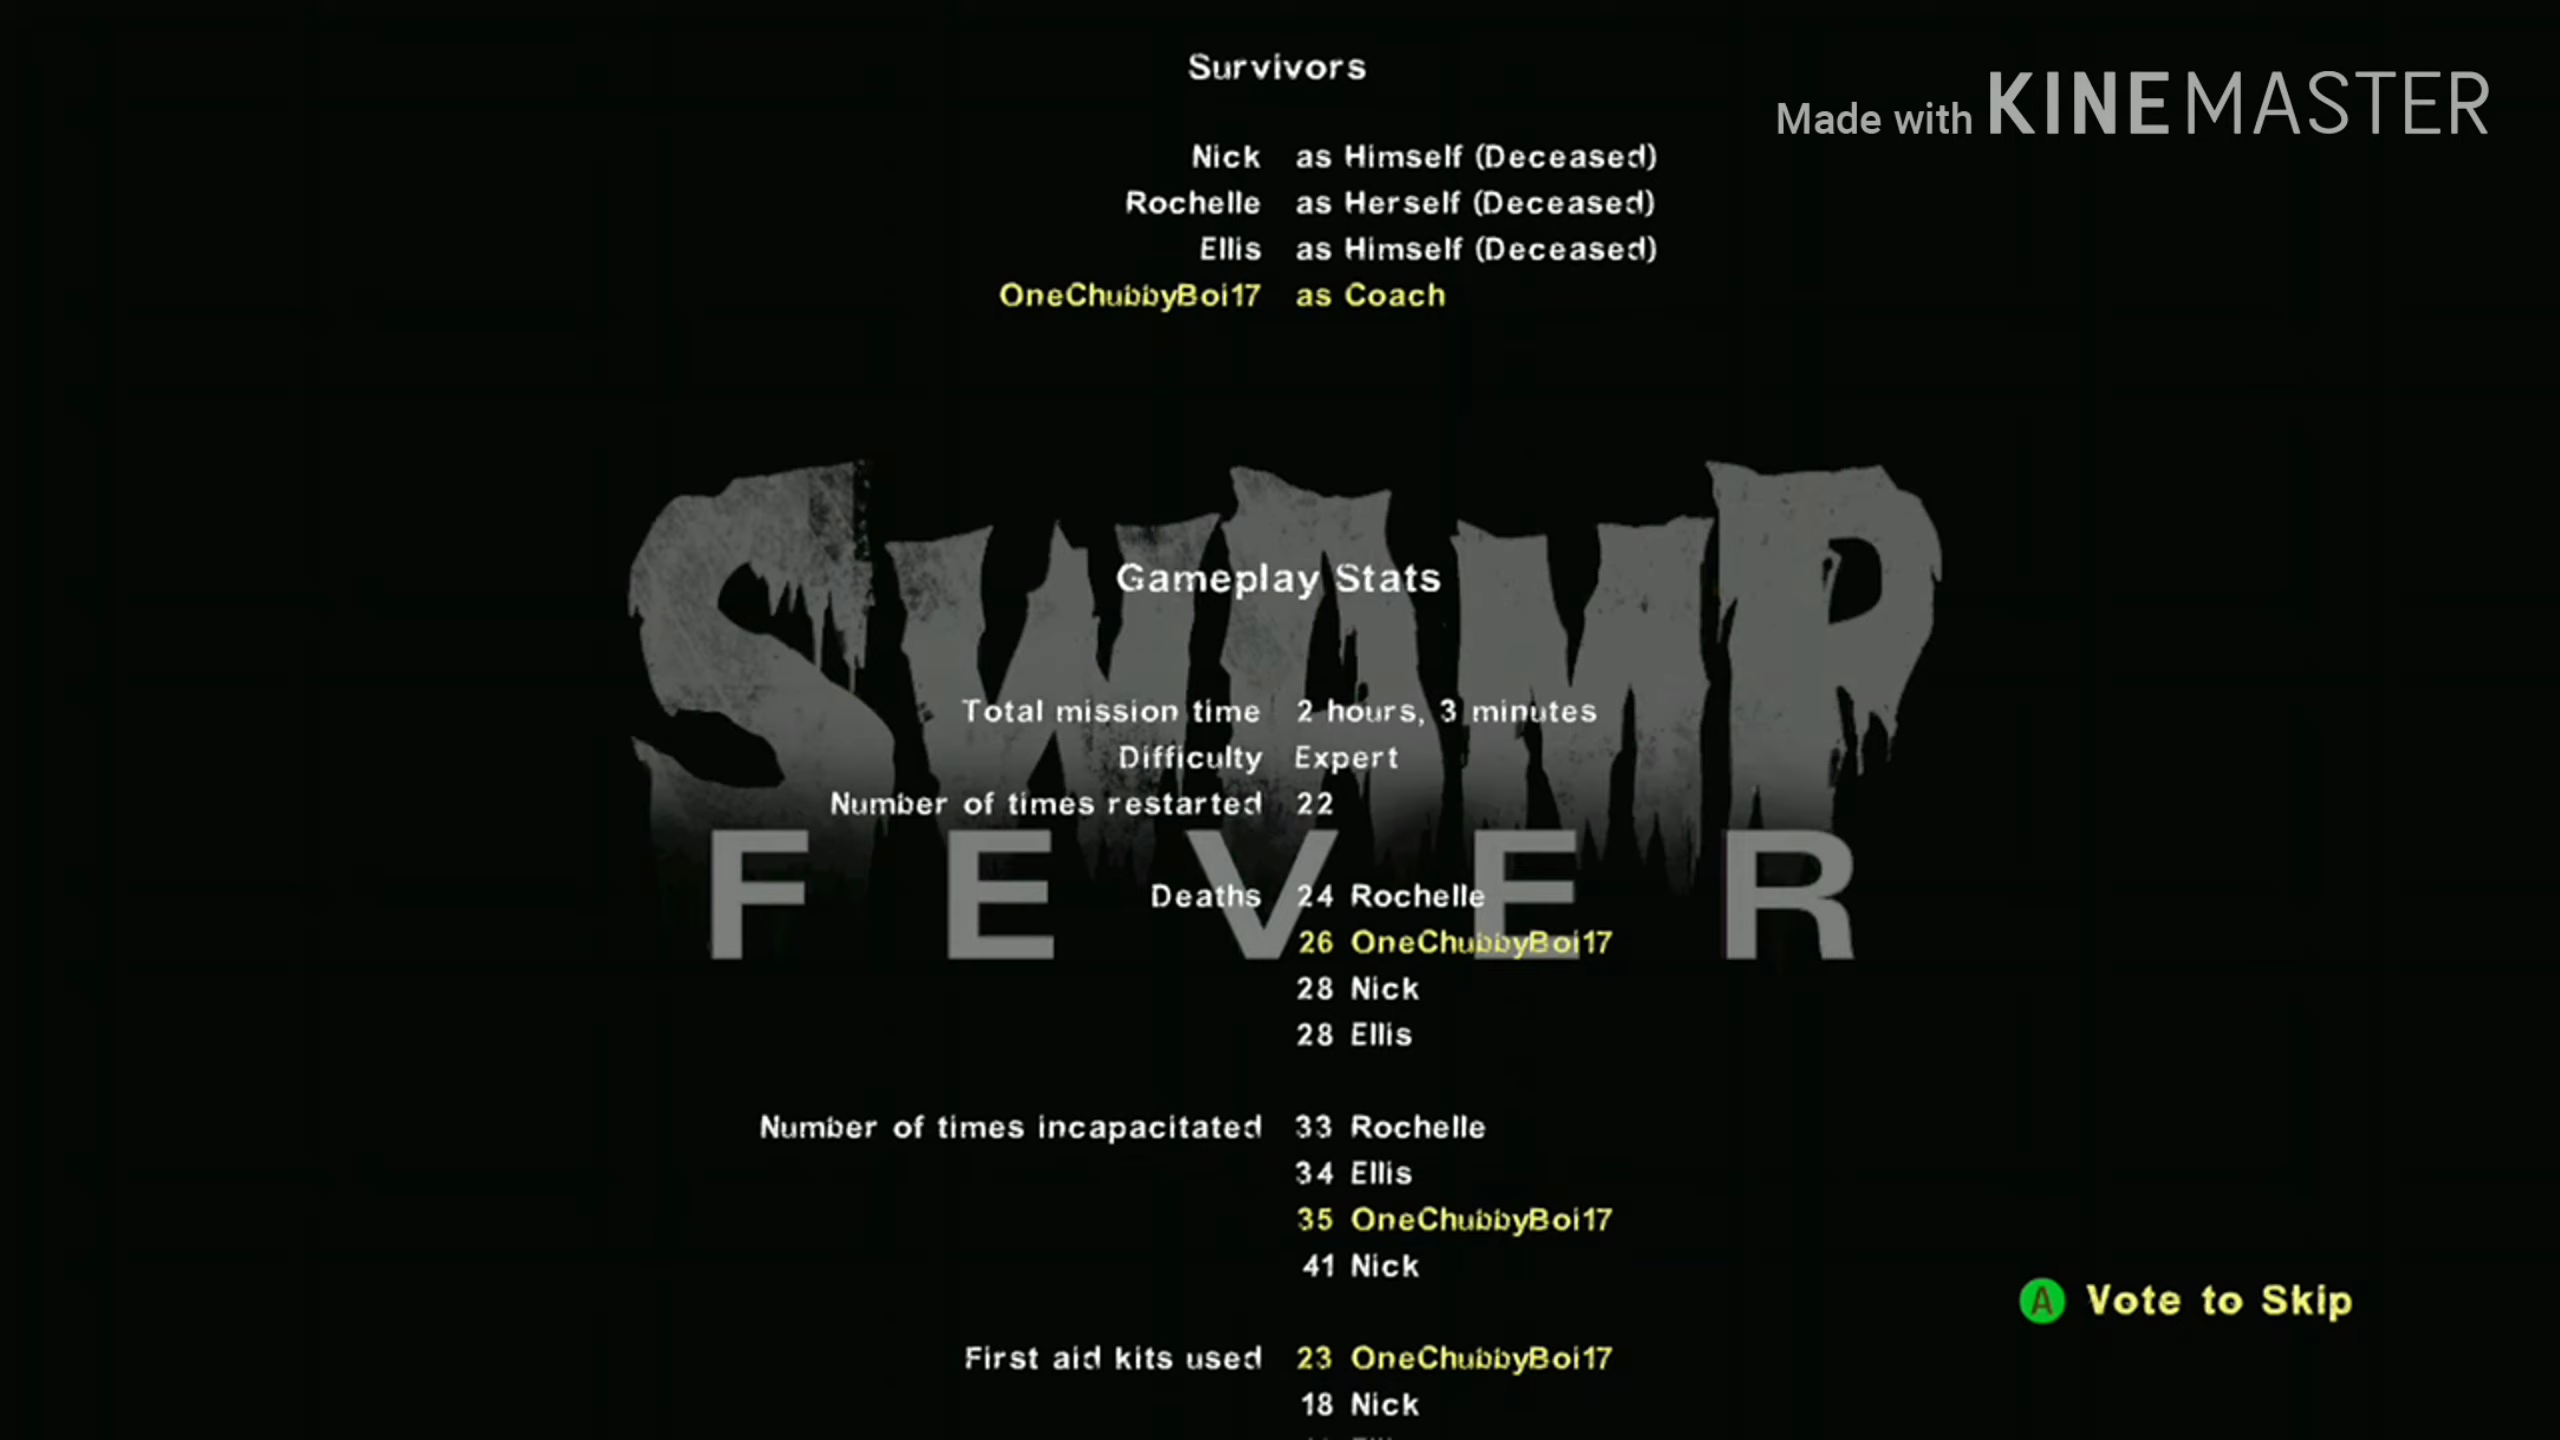 Survivors
Made with KINEMASTER
Nick as Himself (Deceased)
Rochelle as Herself (Deceased)
Ellis as Himself (Deceased)
OneChubbyBoi17 as Coach
SWAMP
FEVER
Gameplay Stats
Total mission time 2 hours, 3 minutes
Difficulty Expert
Number of times restarted 22
Deaths 24 Rochelle
26 OneChubbyBoi17
28 Nick
28 Ellis
Number of times incapacitated 33 Rochelle
34 Ellis
35 OneChubbyBoi17
41 Nick
A Vote to Skip
First aid kits used 23 OneChubbyBoi17
18 Nick